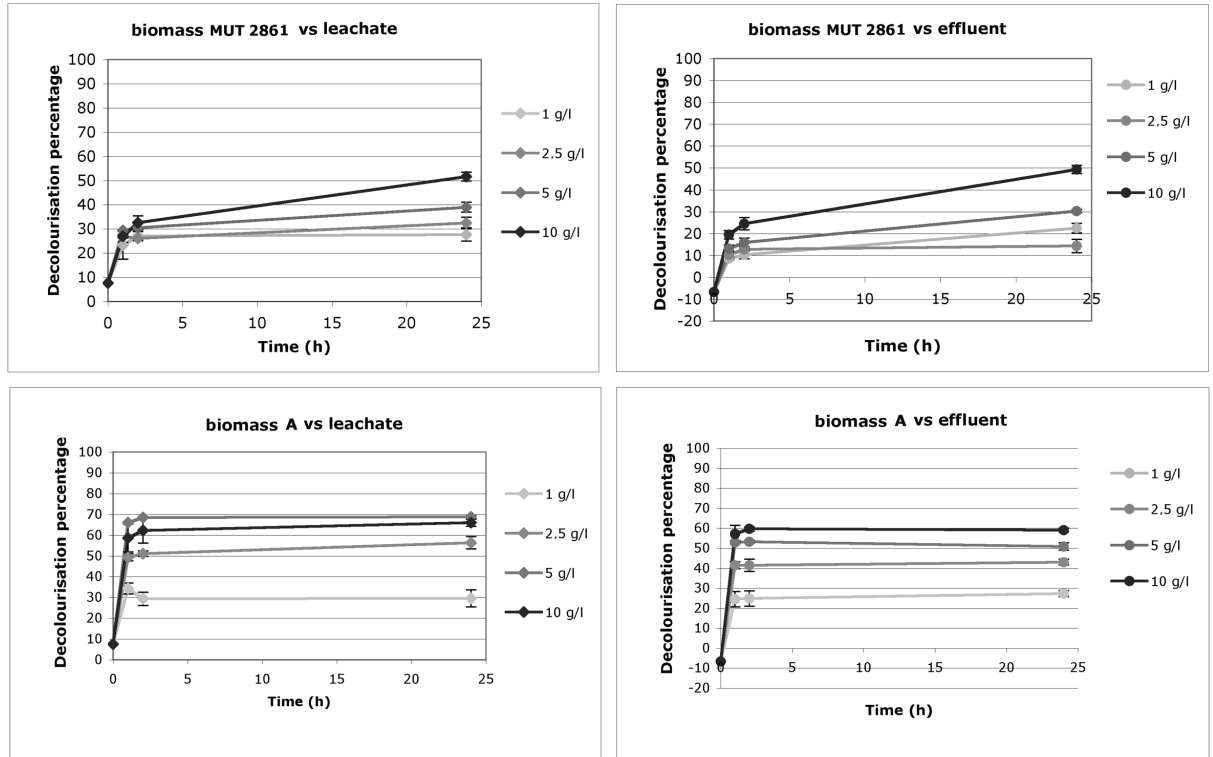 biomass MUT 2861 vs leachate
Decolourisation percentage
100
90
80
70
60
50
40
30
20
10
0
0 5 10 15 20 25
Time (h)
1 g/l
2.5 g/l
5 g/l
10 g/l
biomass MUT 2861 vs effluent
Decolourisation percentage
100
90
80
70
60
50
40
30
20
10
0
-10
-20
0 5 10 15 20 25
Time (h)
1 g/l
2.5 g/l
5 g/l
10 g/l
biomass A vs leachate
Decolourisation percentage
100
90
80
70
60
50
40
30
20
10
0
0 5 10 15 20 25
Time (h)
1 g/l
2.5 g/l
5 g/l
10 g/l
biomass A vs effluent
Decolourisation percentage
100
90
80
70
60
50
40
30
20
10
0
-10
-20
0 5 10 15 20 25
Time (h)
1 g/l
2.5 g/l
5 g/l
10 g/l